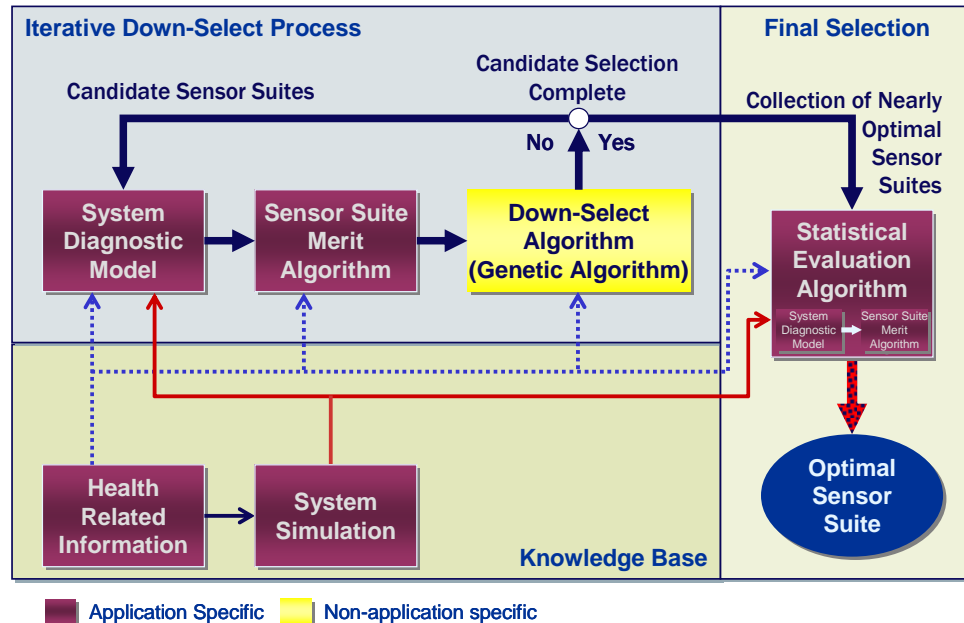 Iterative Down-Select Process
Final Selection
Candidate Selection
Complete
Candidate Sensor Suites
Collection of Nearly
Optimal
Sensor
Suites
No
Yes
System
Diagnostic
Model
Sensor Suite
Merit
Algorithm
Down-Select
Algorithm
(Genetic Algorithm)
Statistical
Evaluation
Algorithm
System
Diagnostic
Model
Sensor Suite
Merit
Algorithm
Health
Related
Information
System
Simulation
Optimal
Sensor
Suite
Knowledge Base
Application Specific
Non-application specific